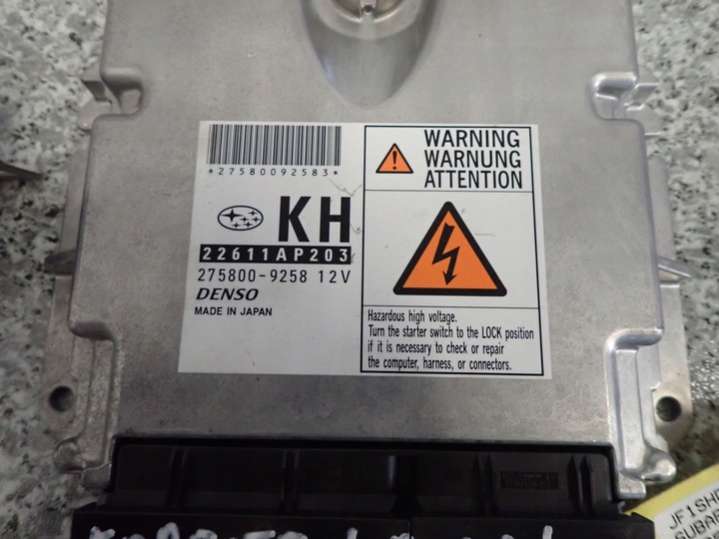 *27580092583*
KH
22611AP203
275800-9258 12V
DENSO
MADE IN JAPAN
WARNING
WARNUNG
ATTENTION
Hazardous high voltage.
Turn the starter switch to the LOCK position
if it is necessary to check or repair
the computer, harness, or connectors.